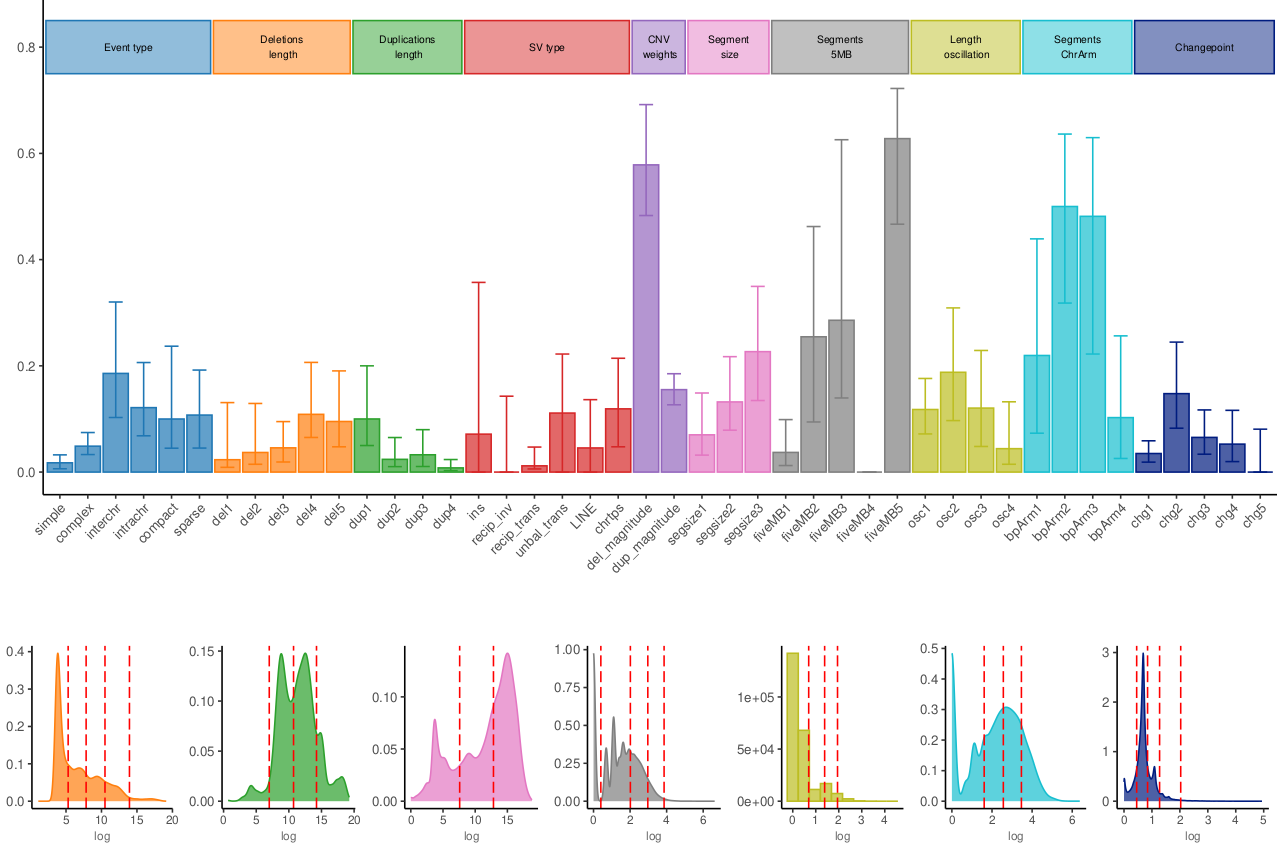 Event type
Deletions
length
Duplications
length
SV type
CNV
weights
Segment
size
Segments
5MB
Length
oscillation
Segments
ChrArm
Changepoint
0.8
0.6
0.4
0.2
0.0
simple
complex
interchr
intrachr
compact
sparse
del1
del2
del3
del4
del5
dup1
dup2
dup3
dup4
ins
recip_inv
recip_trans
unbal_trans
LINE
chrtps
del_magnitude
dup_magnitude
segsize1
segsize2
segsize3
fiveMB1
fiveMB2
fiveMB3
fiveMB4
fiveMB5
osc1
osc2
osc3
osc4
bpArm1
bpArm2
bpArm3
bpArm4
chg1
chg2
chg3
chg4
chg5
0.4
0.3
0.2
0.1
0.0
5 10 15 20
log
0.15
0.10
0.05
0.00
0 5 10 15 20
log
0.10
0.05
0.00
0 5 10 15
log
1.00
0.75
0.50
0.25
0.00
0 2 4 6
log
1e+05
5e+04
0e+00
0 1 2 3 4
log
0.5
0.4
0.3
0.2
0.1
0.0
0 2 4 6
log
3
2
1
0
0 1 2 3 4 5
log